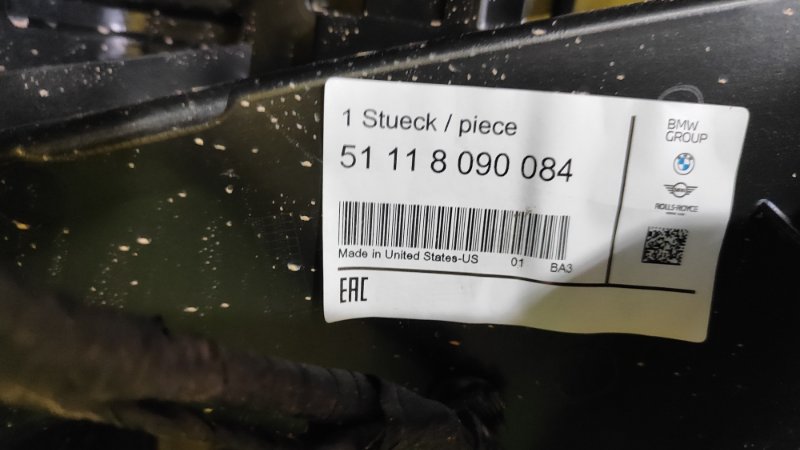 1 Stueck / piece
51 11 8 090 084
Made in United States-US 01 BA3
EAC
BMW
GROUP
ROLLS-ROYCE